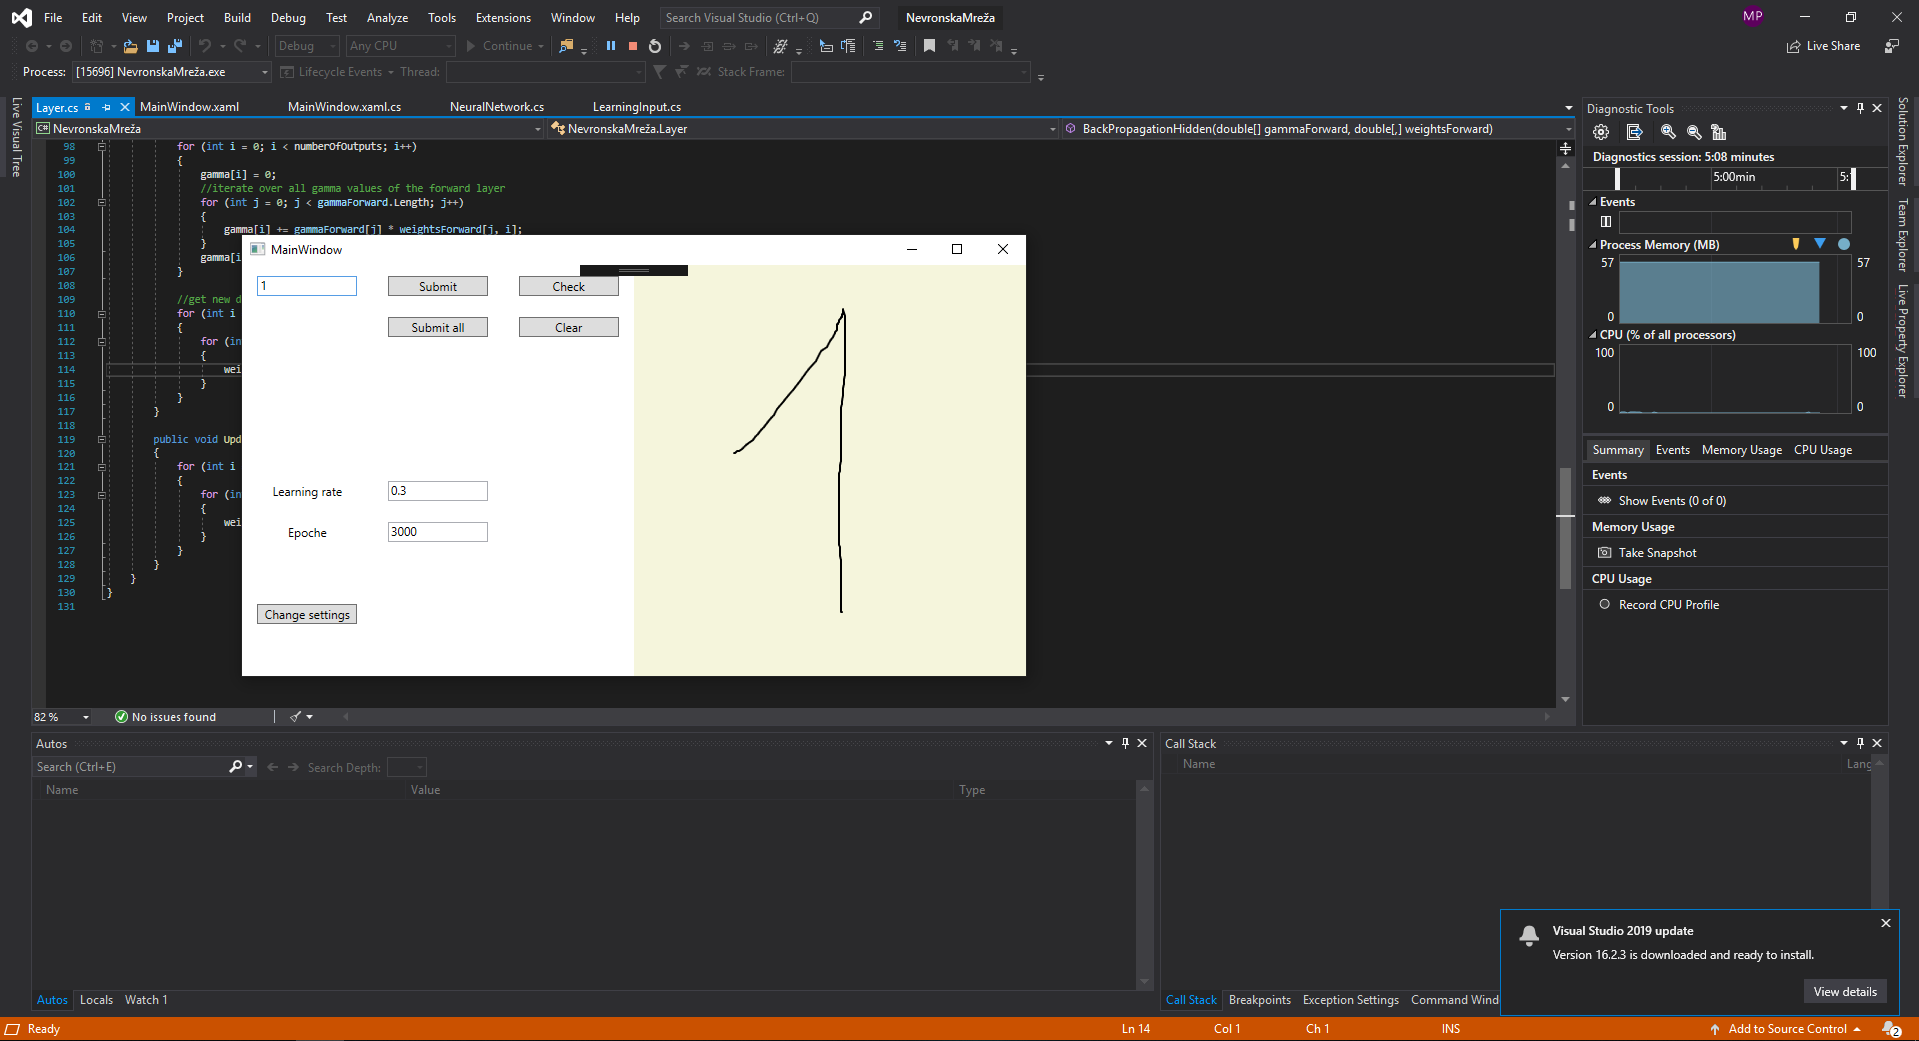 File Edit View Project Build Debug Test Analyze Tools Extensions Window Help Search Visual Studio (Ctrl+Q) NevronskaMreža MP
Debug Any CPU Continue Live Share
Process: [15696] NevronskaMreža.exe Lifecycle Events Thread: Stack Frame:
Layer.cs MainWindow.xaml MainWindow.xaml.cs NeuralNetwork.cs LearningInput.cs
NevronskaMreža NevronskaMreža.Layer BackPropagationHidden(double[] gammaForward, double[,] weightsForward)
Live Visual Tree
98 for (int i = 0; i < numberOfOutputs; i++)
99 {
100 gamma[i] = 0;
101 //iterate over all gamma values of the forward layer
102 for (int j = 0; j < gammaForward.Length; j++)
103 {
104 gamma[i] += gammaForward[j] * weightsForward[j, i];
105 }
106 gamma[i
107 }
108
109 //get new d
110 for (int i
111 {
112 for (in
113 {
114 wei
115 }
116 }
117 }
118
119 public void Upd
120 {
121 for (int i
122 {
123 for (in
124 {
125 wei
126 }
127 }
128 }
129 }
130 }
131
MainWindow
1 Submit Check
Submit all Clear
Learning rate 0.3
Epoche 3000
Change settings
1
82 % No issues found
Diagnostic Tools
Diagnostics session: 5:08 minutes
5:00min 5:1
Events
Process Memory (MB)
57 57
0 0
CPU (% of all processors)
100 100
0 0
Summary Events Memory Usage CPU Usage
Events
Show Events (0 of 0)
Memory Usage
Take Snapshot
CPU Usage
Record CPU Profile
Solution Explorer
Team Explorer
Live Property Explorer
Autos
Search (Ctrl+E) Search Depth:
Name Value Type
Autos Locals Watch 1
Call Stack
Name Lang
Call Stack Breakpoints Exception Settings Command Wind
Visual Studio 2019 update
Version 16.2.3 is downloaded and ready to install.
View details
Ready Ln 14 Col 1 Ch 1 INS Add to Source Control 2